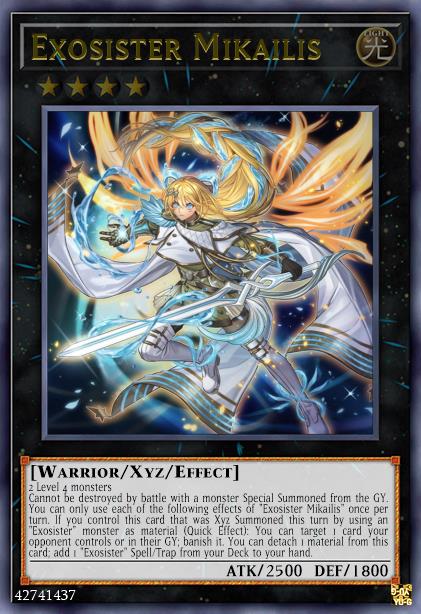 Exosister Mikailis
LIGHT
光
[Warrior/Xyz/Effect]
2 Level 4 monsters
Cannot be destroyed by battle with a monster Special Summoned from the GY.
You can only use each of the following effects of "Exosister Mikailis" once per
turn. If you control this card that was Xyz Summoned this turn by using an
"Exosister" monster as material (Quick Effect): You can target 1 card your
opponent controls or in their GY; banish it. You can detach 1 material from this
card; add 1 "Exosister" Spell/Trap from your Deck to your hand.
ATK/2500 DEF/1800
42741437